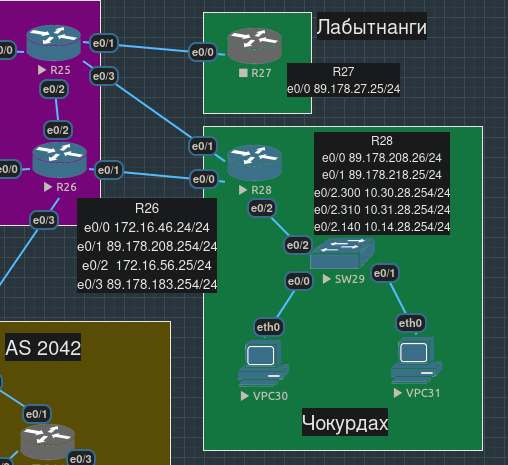 e0/1
Лабытнанги
0/0
e0/0
R25
R27
e0/3
R27
e0/0 89.178.27.25/24
e0/2
e0/2
e0/1
R28
e0/0 89.178.208.26/24
e0/1 89.178.218.25/24
e0/2.300 10.30.28.254/24
e0/2.310 10.31.28.254/24
e0/2.140 10.14.28.254/24
e0/0
e0/1
e0/0
R26
R28
e0/2
e0/3
R26
e0/0 172.16.46.24/24
e0/1 89.178.208.254/24
e0/2 172.16.56.25/24
e0/3 89.178.183.254/24
e0/2
SW29
e0/0
e0/1
eth0
eth0
AS 2042
VPC30
VPC31
e0/1
Чокурдах
e0/3